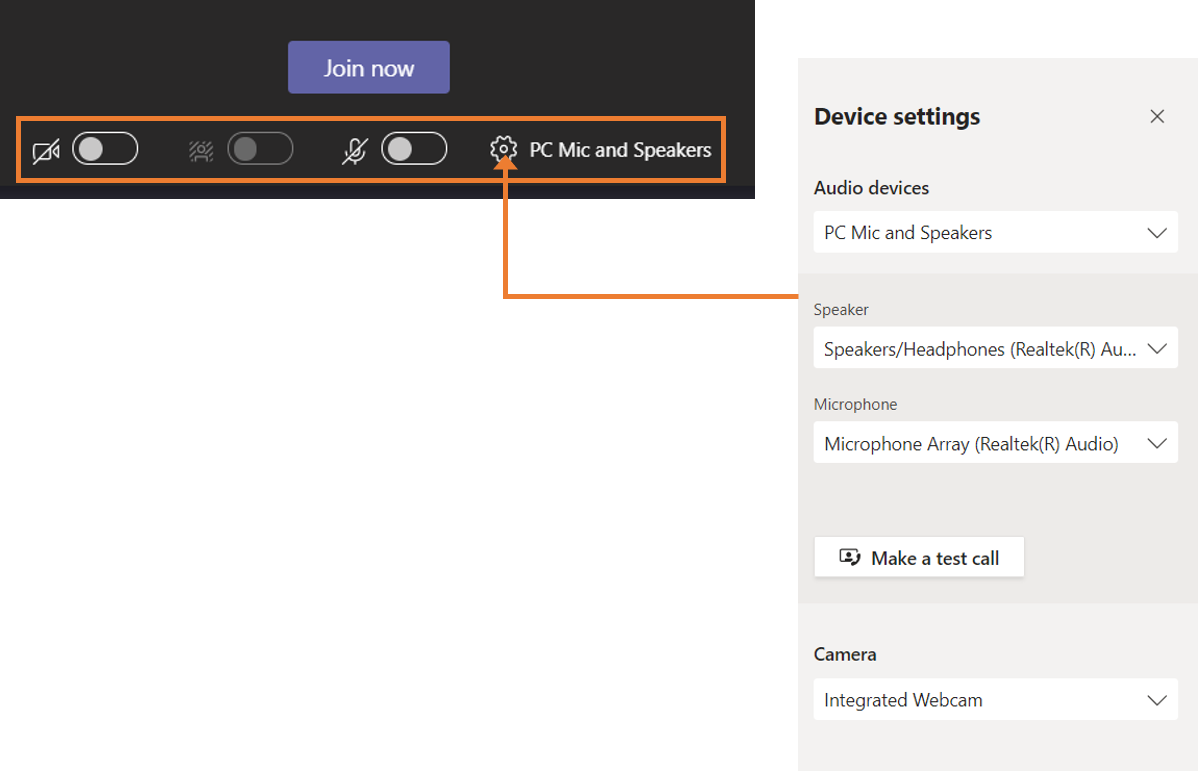 Join now
PC Mic and Speakers
Device settings
Audio devices
PC Mic and Speakers
Speaker
Speakers/Headphones (Realtek(R) Au...
Microphone
Microphone Array (Realtek(R) Audio)
Make a test call
Camera
Integrated Webcam